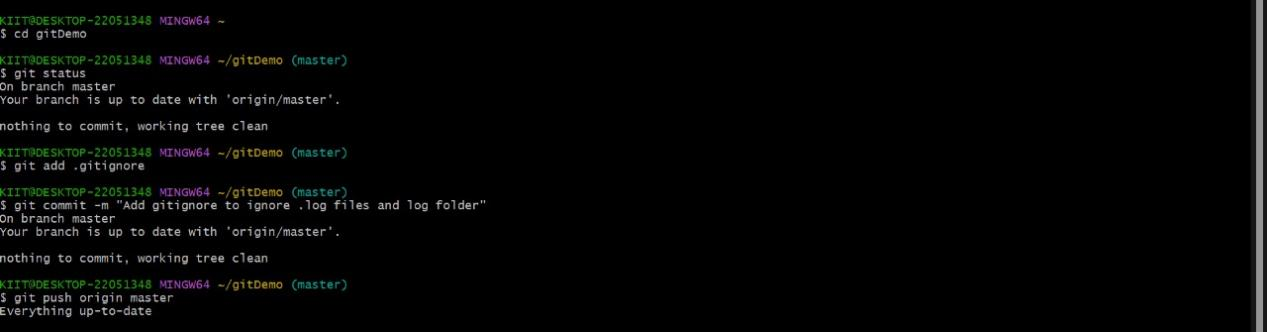 KIIT@DESKTOP-22051348 MINGW64 ~
$ cd gitDemo
KIIT@DESKTOP-22051348 MINGW64 ~/gitDemo (master)
$ git status
On branch master
Your branch is up to date with 'origin/master'.
nothing to commit, working tree clean
KIIT@DESKTOP-22051348 MINGW64 ~/gitDemo (master)
$ git add .gitignore
KIIT@DESKTOP-22051348 MINGW64 ~/gitDemo (master)
$ git commit -m "Add gitignore to ignore .log files and log folder"
On branch master
Your branch is up to date with 'origin/master'.
nothing to commit, working tree clean
KIIT@DESKTOP-22051348 MINGW64 ~/gitDemo (master)
$ git push origin master
Everything up-to-date